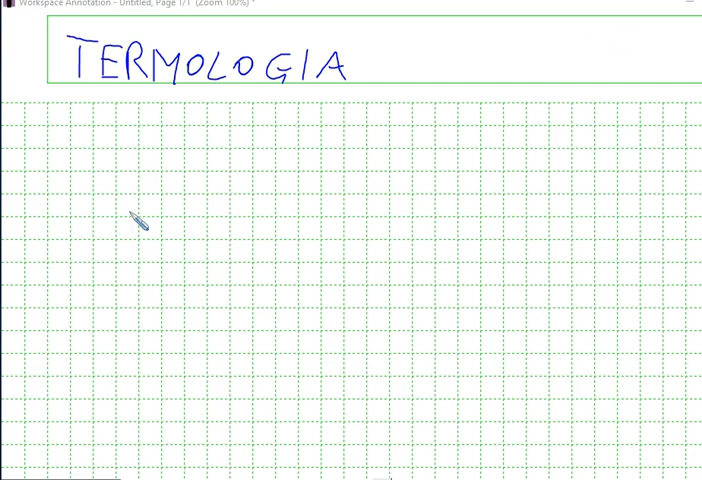 Workspace Annotation - Untitled, Page 1/1 (Zoom 100%) *
TERMOLOGIA